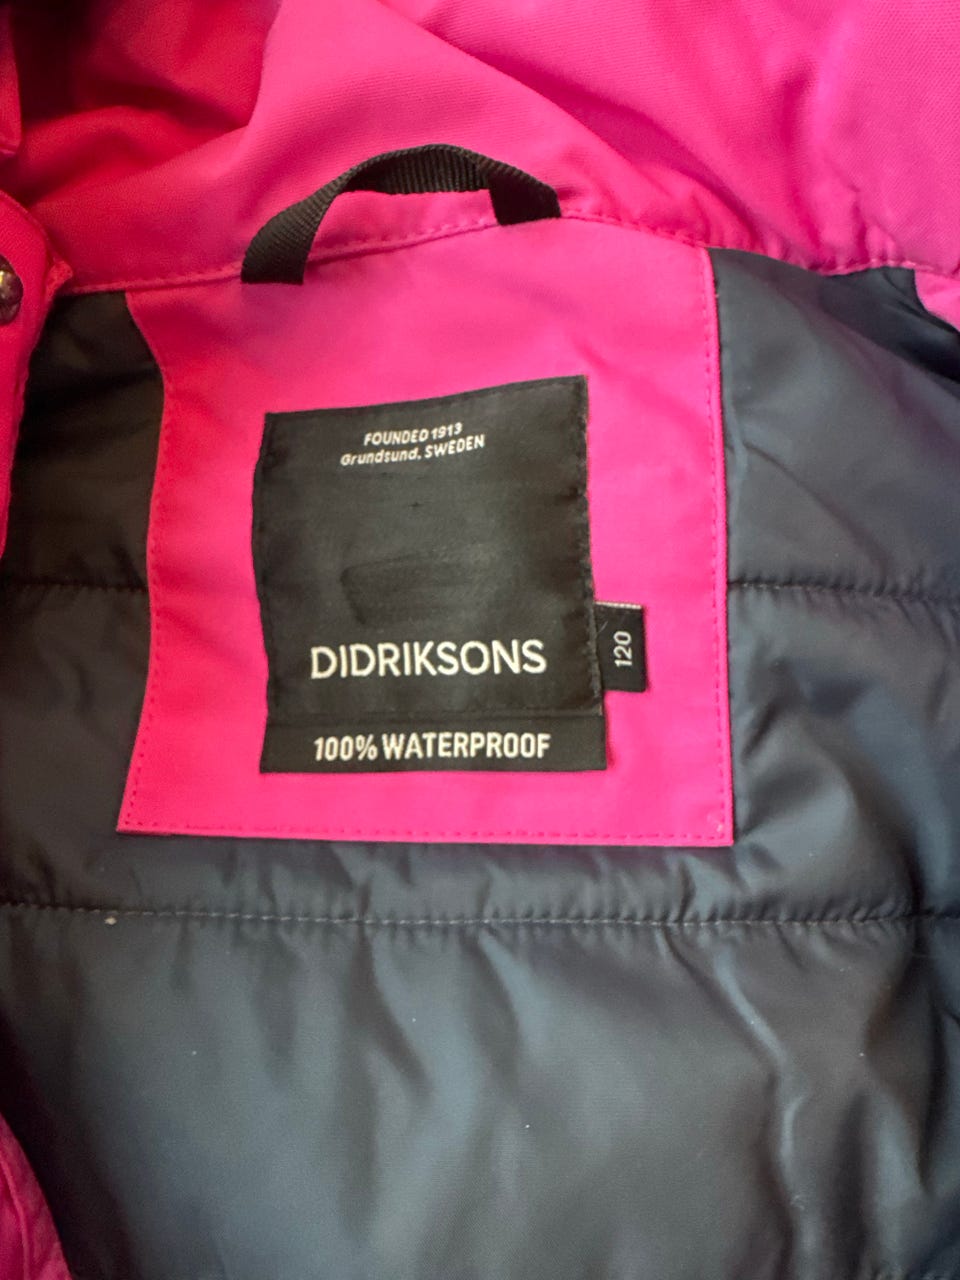 FOUNDED 1913
Grundsund. SWEDEN
DIDRIKSONS
120
100% WATERPROOF